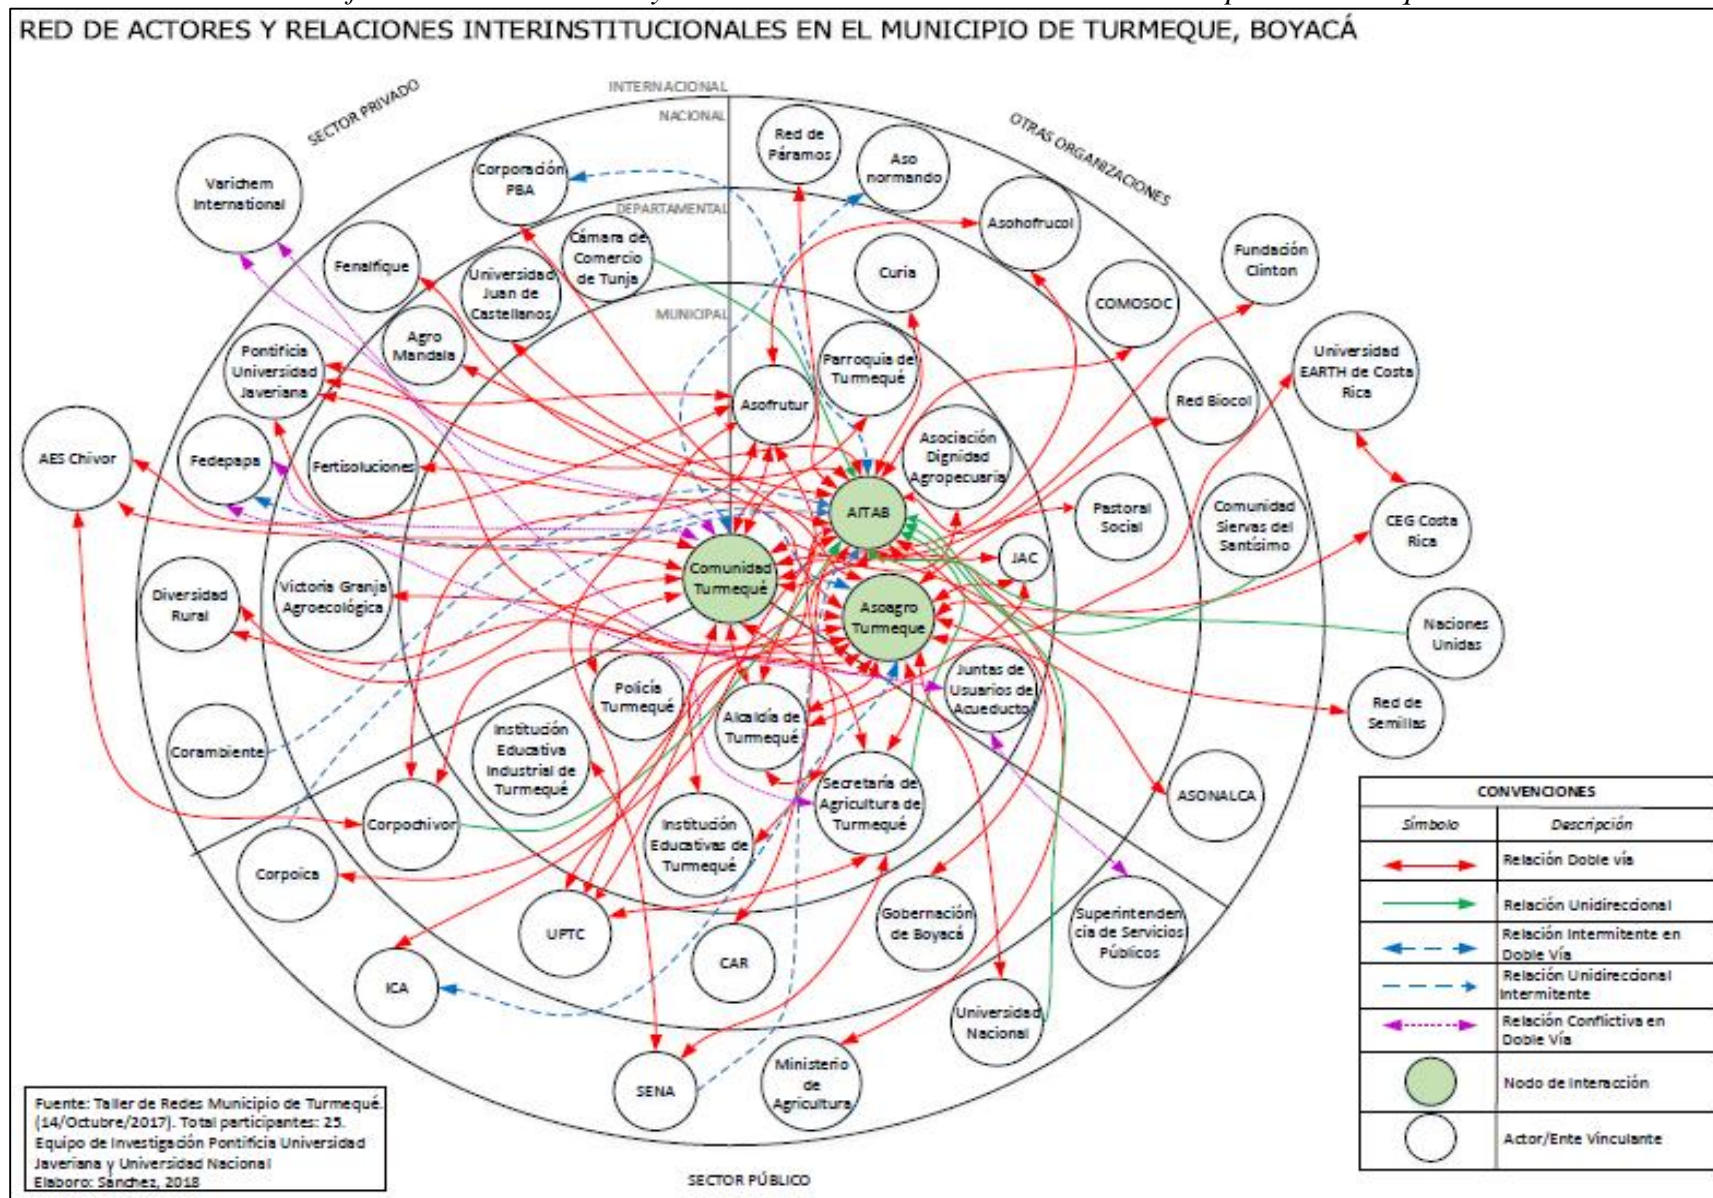 RED DE ACTORES Y RELACIONES INTERINSTITUCIONALES EN EL MUNICIPIO DE TURMEQUE, BOYACÁ
SECTOR PRIVADO
INTERNACIONAL
NACIONAL
DEPARTAMENTAL
MUNICIPAL
OTRAS ORGANIZACIONES
Varichem
International
Corporación
PBA
Red de
Páramos
Aso
normando
Fenalfique
Universidad
Juan de
Castellanos
Cámara de
Comercio
de Tunja
Curia
Asohofrucol
Fundación
Clinton
COMOSOC
Agro
Mandala
Pontificia
Universidad
Javeriana
Parroquia de
Turmequé
Universidad
EARTH de Costa
Rica
Asofrutur
Red Biocol
AES Chivor
Fedepapa
Fertisoluciones
Asociación
Dignidad
Agropecuaria
AITAB
Pastoral
Social
Comunidad
Siervas del
Santísimo
CEG Costa
Rica
JAC
Comunidad
Turmequé
Diversidad
Rural
Victoria Granja
Agroecológica
Asoagro
Turmeque
Naciones
Unidas
Juntas de
Usuarios de
Acueducto
Red de
Semillas
Policía
Turmequé
Alcaldía de
Turmequé
Corambiente
Institución
Educativa
Industrial de
Turmequé
Secretaría de
Agricultura de
Turmequé
ASONALCA
Corpochivor
Institución
Educativas de
Turmequé
Corpoica
UPTC
CAR
Gobernación
de Boyacá
Superintenden
cia de Servicios
Públicos
ICA
Universidad
Nacional
SENA
Ministerio
de
Agricultura
SECTOR PÚBLICO
CONVENCIONES
Símbolo Descripción
Relación Doble vía
Relación Unidireccional
Relación Intermitente en
Doble Vía
Relación Unidireccional
Intermitente
Relación Conflictiva en
Doble Vía
Nodo de Interacción
Actor/Ente Vinculante
Fuente: Taller de Redes Municipio de Turmequé.
(14/Octubre/2017). Total participantes: 25.
Equipo de Investigación Pontificia Universidad
Javeriana y Universidad Nacional
Elaboro: Sánchez, 2018